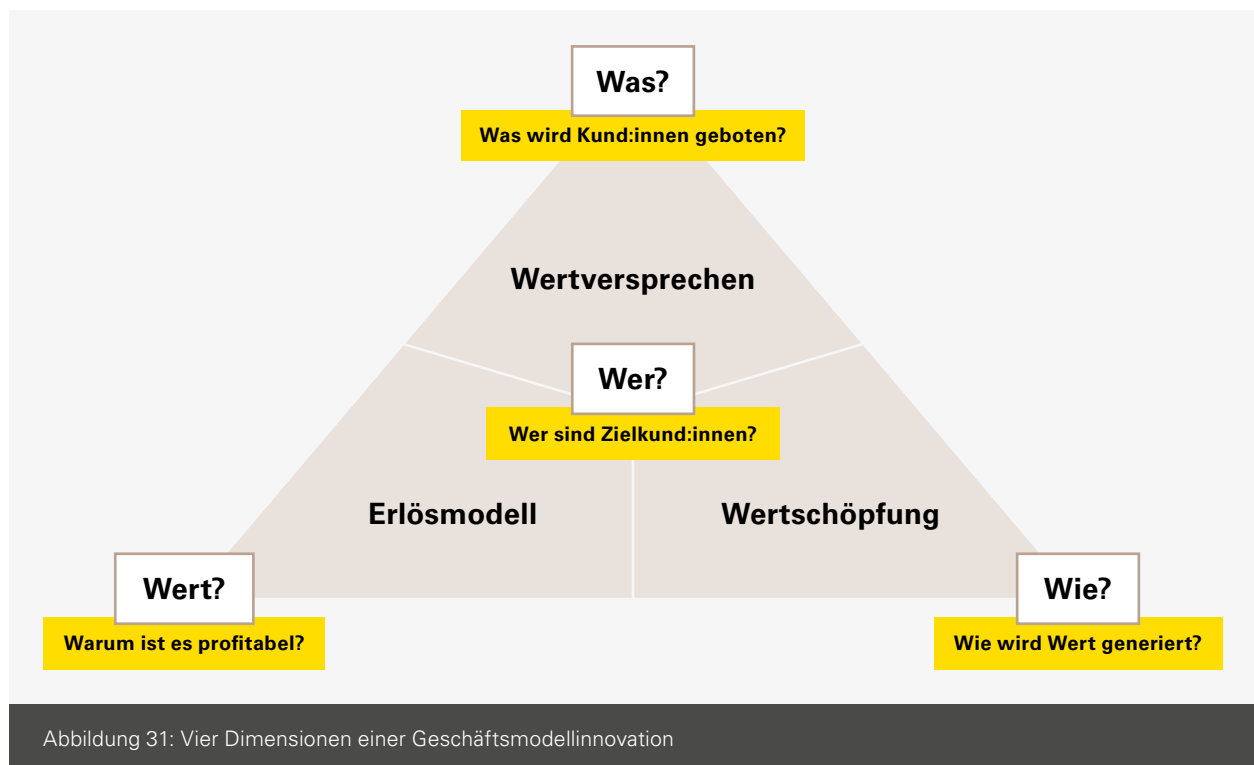 Was?
Was wird Kund:innen geboten?
Wertversprechen
Wer?
Wer sind Zielkund:innen?
Erlösmodell
Wertschöpfung
Wert?
Warum ist es profitabel?
Wie?
Wie wird Wert generiert?
Abbildung 31: Vier Dimensionen einer Geschäftsmodellinnovation